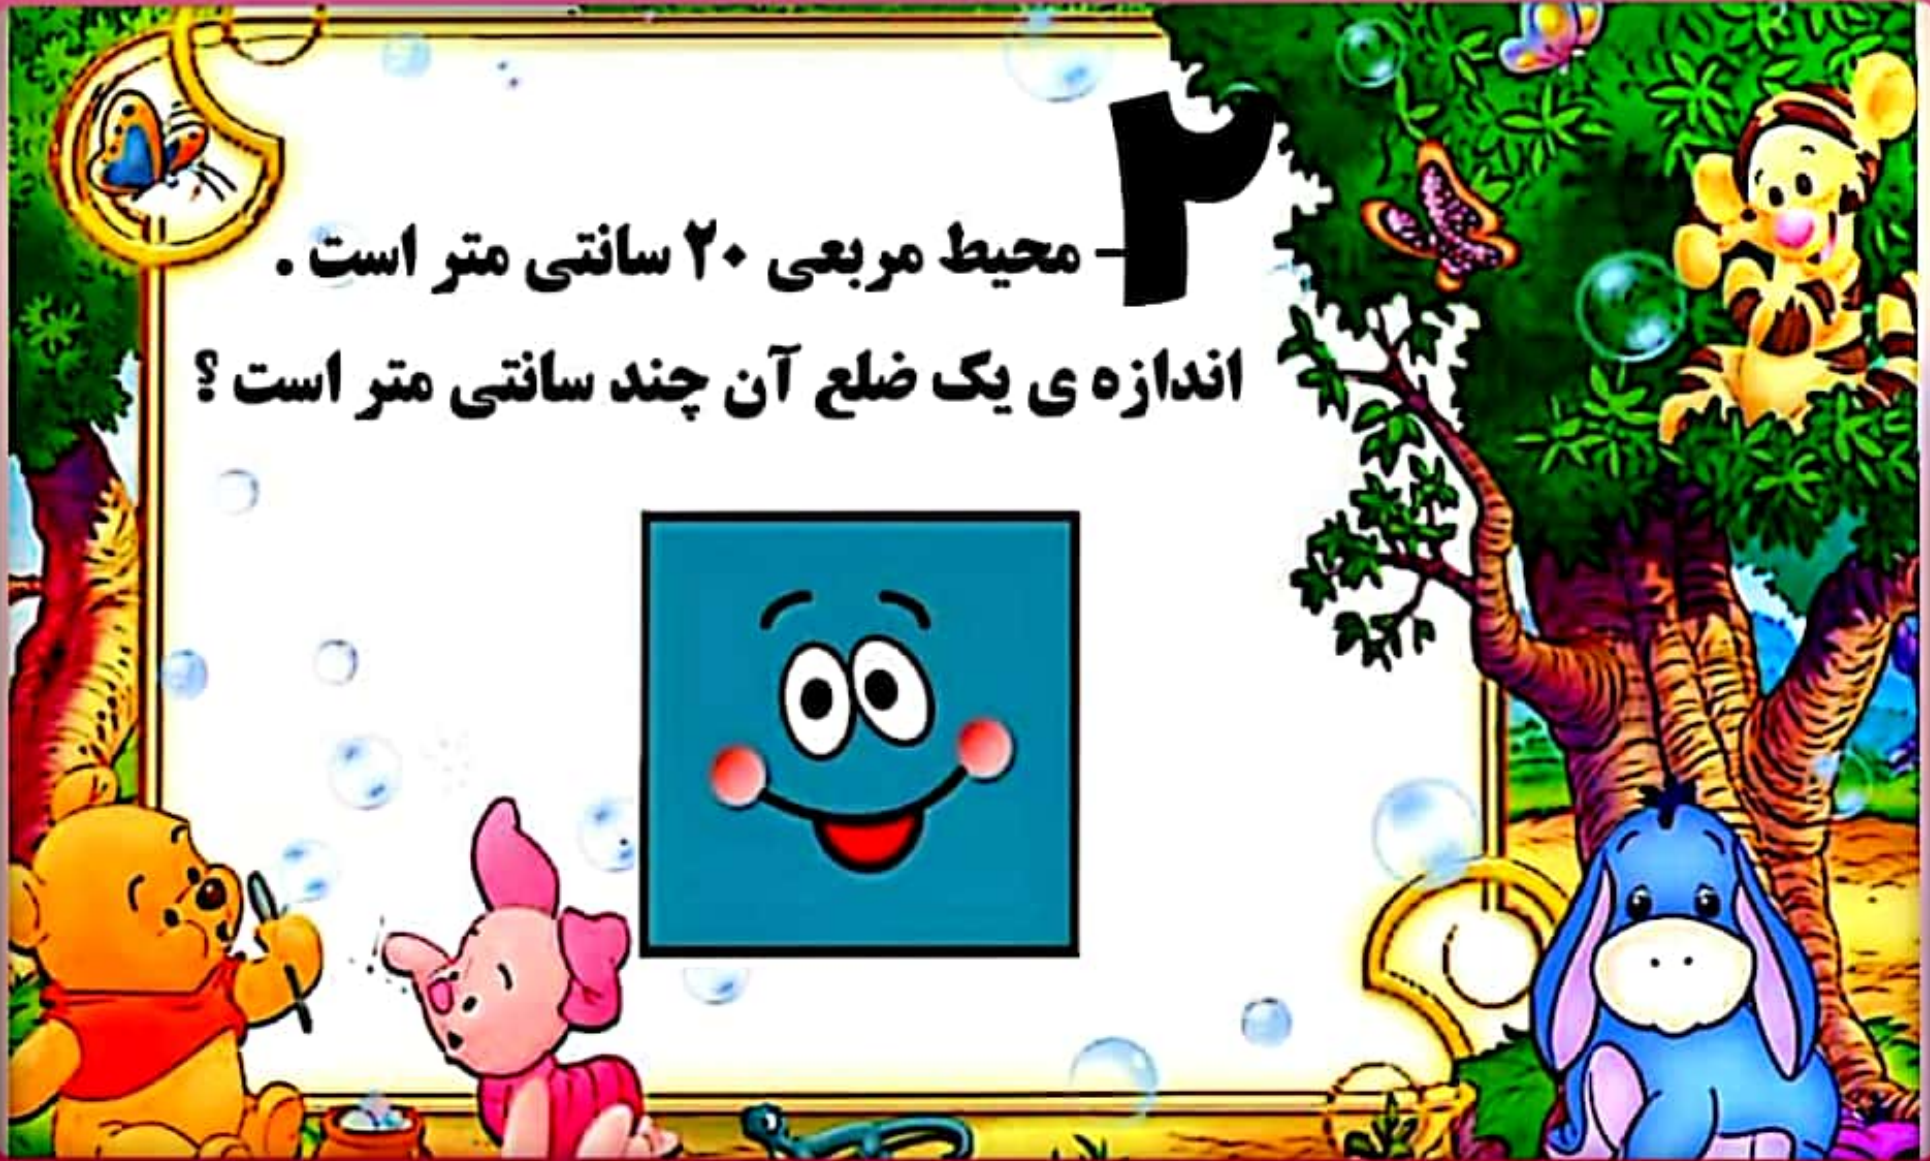 ۲- محیط مربعی ۲۰ سانتی متر است .
اندازه ی یک ضلع آن چند سانتی متر است ؟